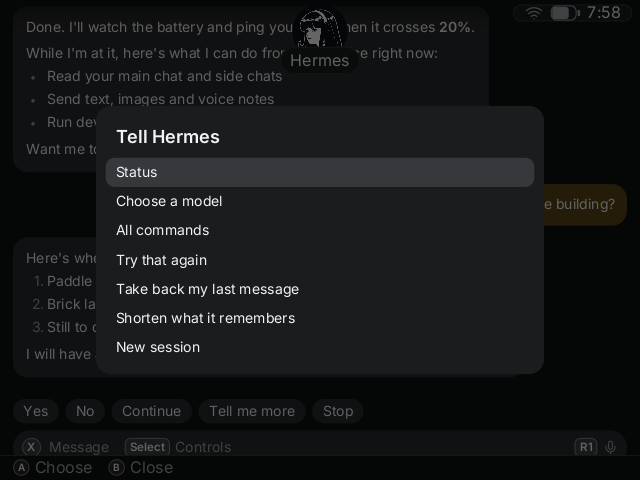 7:58
Done. I'll watch the battery and ping you hen it crosses 20%.
Hermes
While I'm at it, here's what I can do fro e right now:
Read your main chat and side chats
Send text, images and voice notes
Run dev
Want me to
Tell Hermes
Status
Choose a model
All commands
Try that again
Take back my last message
Shorten what it remembers
New session
e building?
Here's whe
1. Paddle
2. Brick la
3. Still to
I will have
Yes No Continue Tell me more Stop
X Message Select Controls R1
A Choose B Close